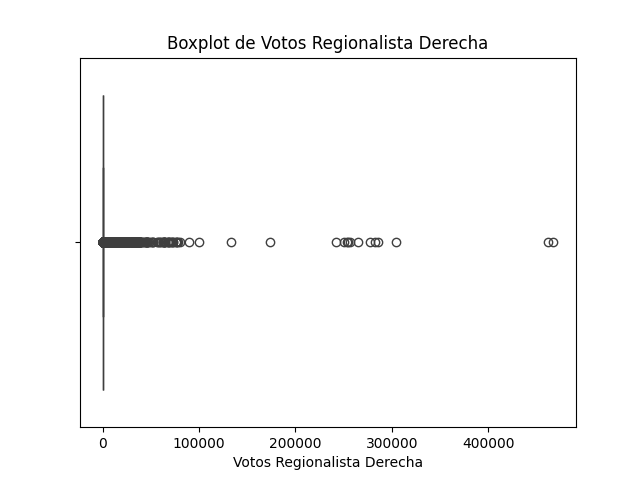 Boxplot de Votos Regionalista Derecha
0 100000 200000 300000 400000
Votos Regionalista Derecha